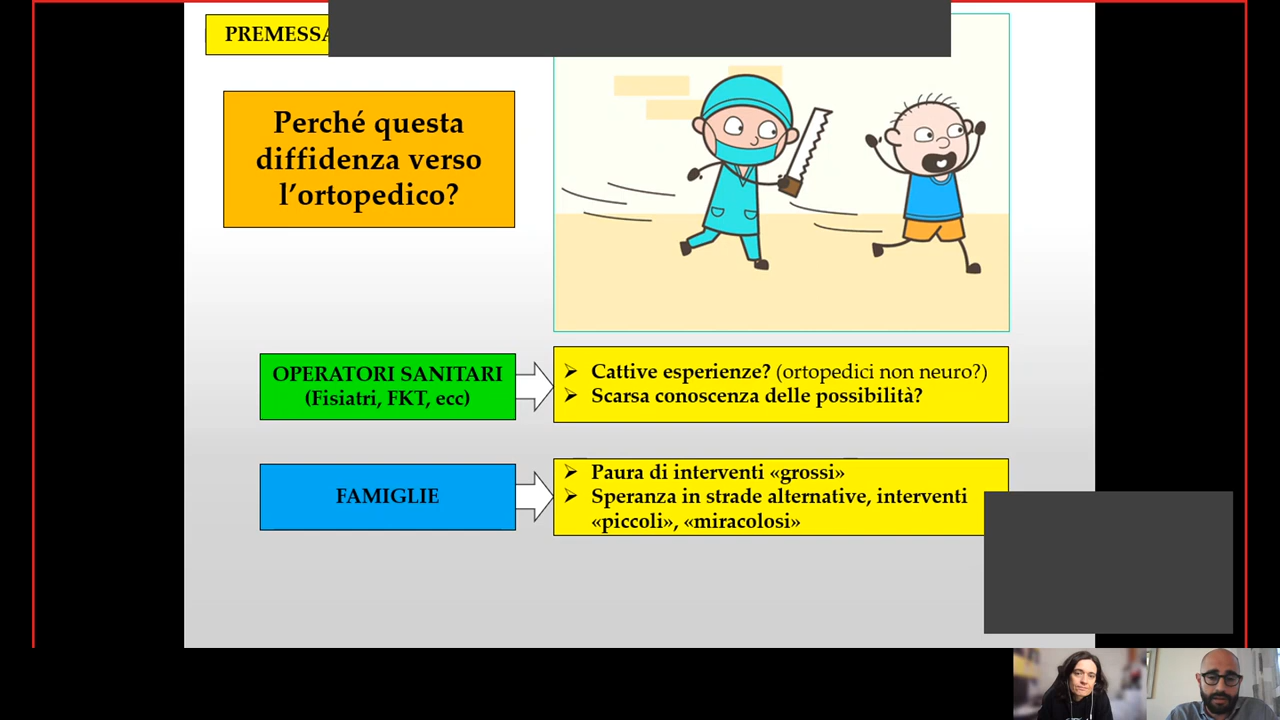 PREMESSA
Perché questa
diffidenza verso
l’ortopedico?
OPERATORI SANITARI
(Fisiatri, FKT, ecc)
➢ Cattive esperienze? (ortopedici non neuro?)
➢ Scarsa conoscenza delle possibilità?
FAMIGLIE
➢ Paura di interventi «grossi»
➢ Speranza in strade alternative, interventi
«piccoli», «miracolosi»